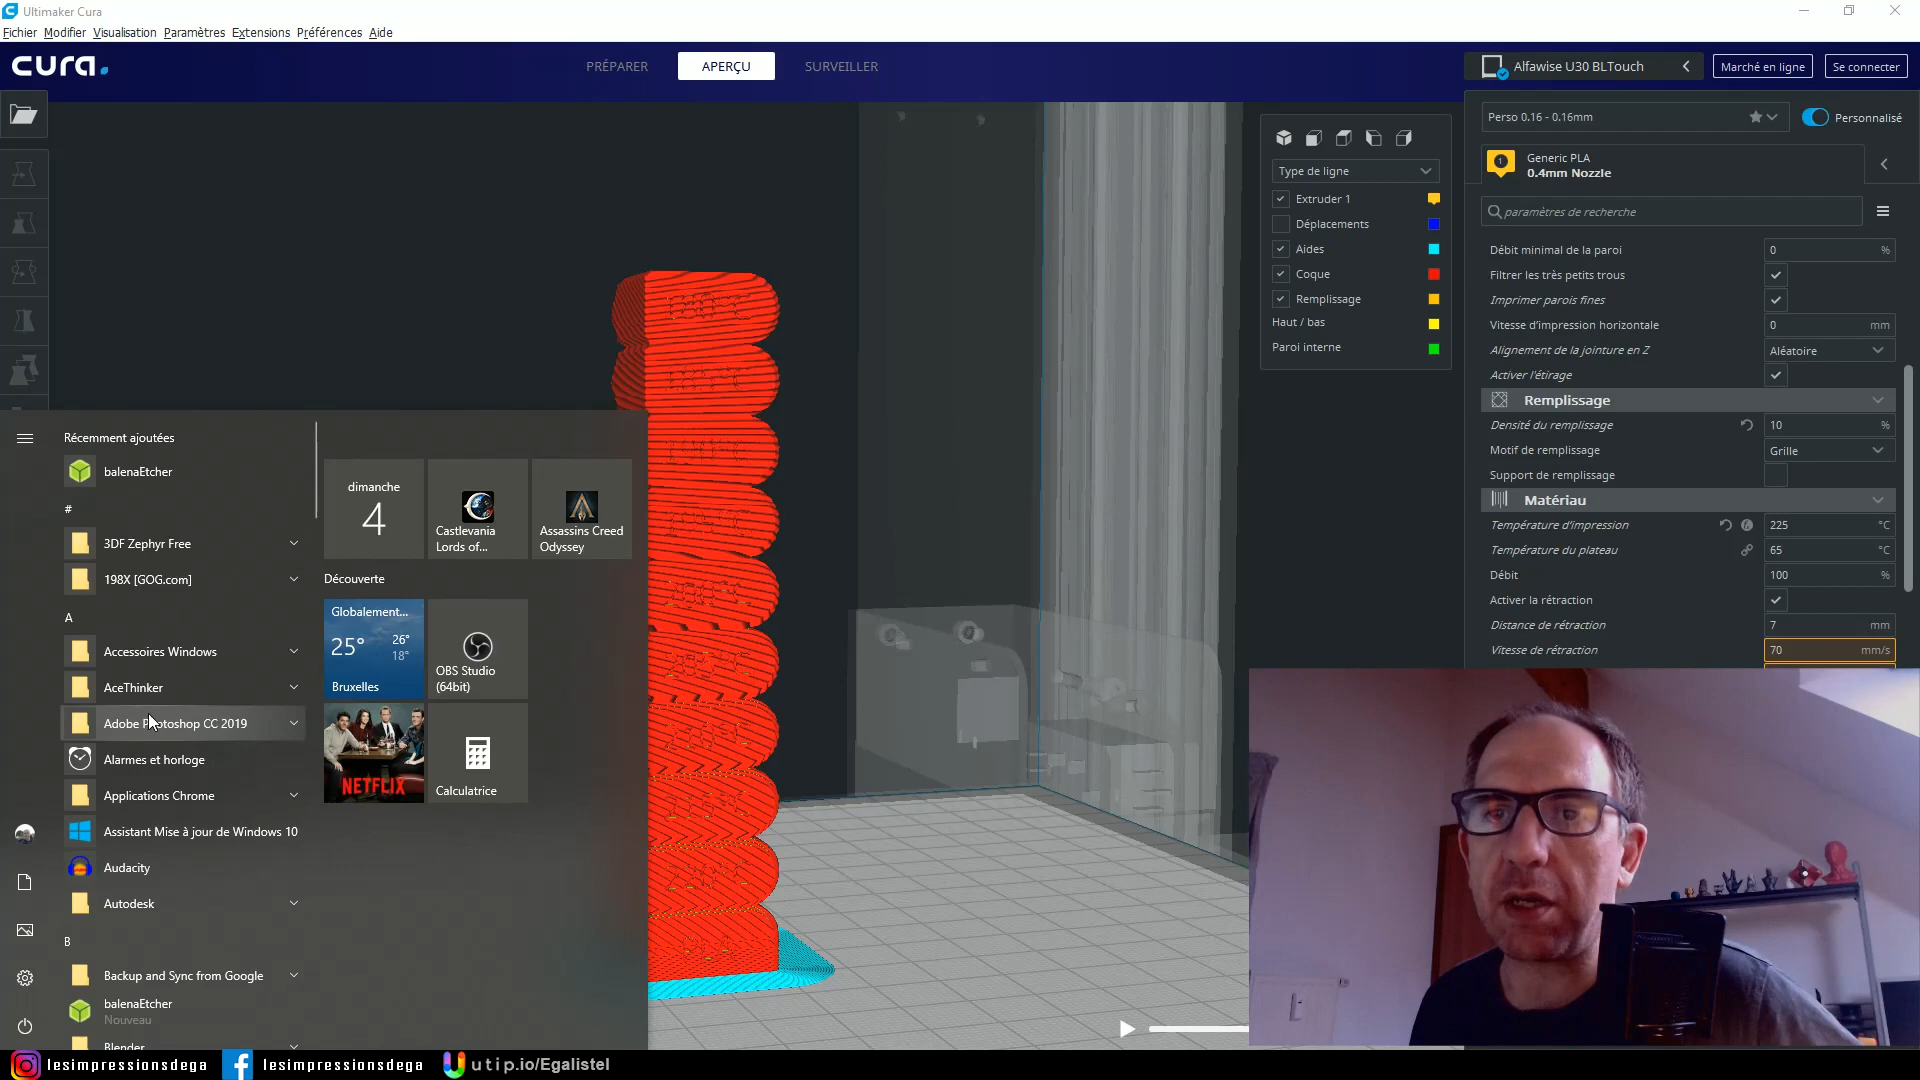 Ultimaker Cura
Fichier Modifier Visualisation Paramètres Extensions Préférences Aide
cura.
PRÉPARER
APERÇU
SURVEILLER
Alfawise U30 BLTouch
Marché en ligne
Se connecter
Perso 0.16 - 0.16mm
Personnalisé
1
Generic PLA
0.4mm Nozzle
paramètres de recherche
Type de ligne
Extruder 1
Déplacements
Aides
Coque
Remplissage
Haut / bas
Paroi interne
Débit minimal de la paroi
0 %
Filtrer les très petits trous
Imprimer parois fines
Vitesse d'impression horizontale
0 mm
Alignement de la jointure en Z
Aléatoire
Activer l'étirage
Remplissage
Densité du remplissage
10 %
Motif de remplissage
Grille
Support de remplissage
Matériau
Température d'impression
225 °C
Température du plateau
65 °C
Débit
100 %
Activer la rétraction
Distance de rétraction
7 mm
Vitesse de rétraction
70 mm/s
Récemment ajoutées
balenaEtcher
#
3DF Zephyr Free
198X [GOG.com]
A
Accessoires Windows
AceThinker
Adobe Photoshop CC 2019
Alarmes et horloge
Applications Chrome
Assistant Mise à jour de Windows 10
Audacity
Autodesk
B
Backup and Sync from Google
balenaEtcher
Nouveau
Blender
dimanche
4
Castlevania
Lords of...
Assassins Creed
Odyssey
Découverte
Globalement...
25°
26°
18°
Bruxelles
OBS Studio
(64bit)
NETFLIX
Calculatrice
lesimpressionsdega
lesimpressionsdega
utip.io/Egalistel